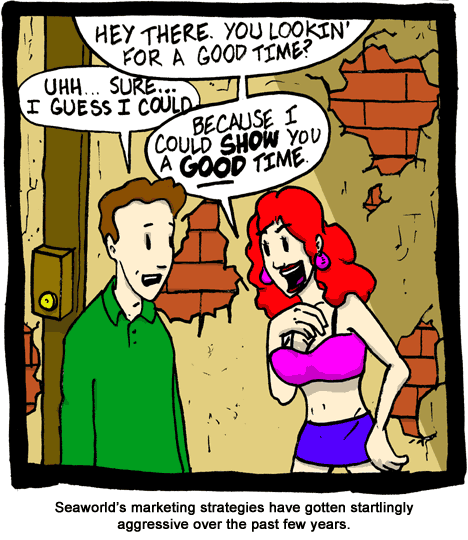 HEY THERE. YOU LOOKIN'
FOR A GOOD TIME?
UHH... SURE...
I GUESS I COULD
BECAUSE I
COULD SHOW YOU
A GOOD TIME.
Seaworld's marketing strategies have gotten startlingly
aggressive over the past few years.